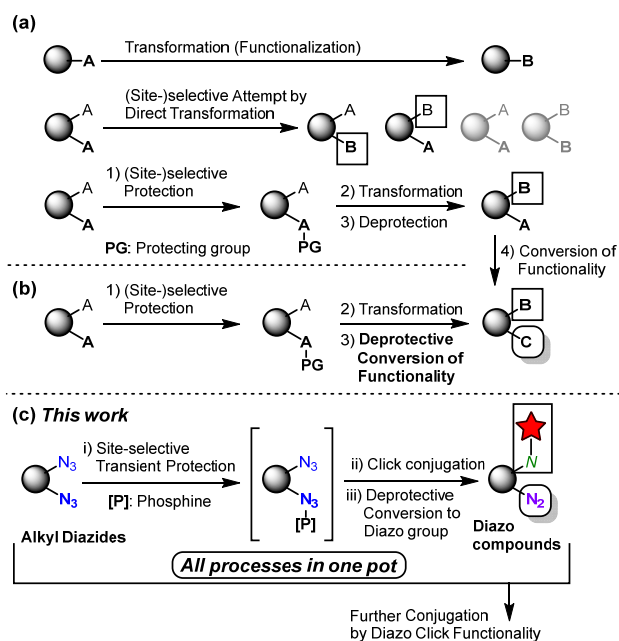 (a)
Transformation (Functionalization)
A
B
(Site-)selective Attempt by
Direct Transformation
A
A
A
B
B
A
A
A
B
B
1) (Site-)selective
Protection
A
A
PG: Protecting group
A
A
PG
2) Transformation
3) Deprotection
B
A
4) Conversion of
Functionality
(b)
1) (Site-)selective
Protection
A
A
A
A
PG
2) Transformation
3) Deprotective
Conversion of
Functionality
B
C
(c) This work
i) Site-selective
Transient Protection
[P]: Phosphine
N3
N3
Alkyl Diazides
N3
N3
[P]
ii) Click conjugation
iii) Deprotective
Conversion to
Diazo group
N
N2
Diazo
compounds
All processes in one pot
Further Conjugation
by Diazo Click Functionality